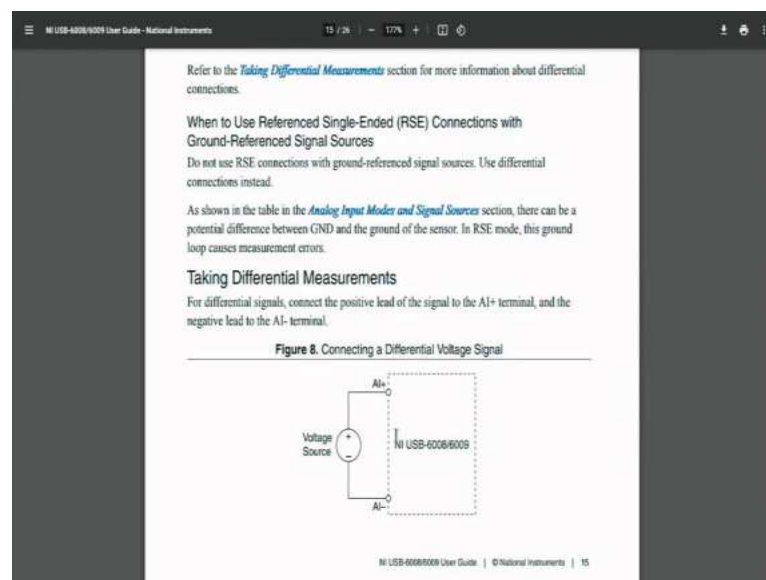 NI USB-6008/6009 User Guide - National Instruments
15 / 26
177%
Refer to the Taking Differential Measurements section for more information about differential
connections.
When to Use Referenced Single-Ended (RSE) Connections with
Ground-Referenced Signal Sources
Do not use RSE connections with ground-referenced signal sources. Use differential
connections instead.
As shown in the table in the Analog Input Modes and Signal Sources section, there can be a
potential difference between GND and the ground of the sensor. In RSE mode, this ground
loop causes measurement errors.
Taking Differential Measurements
For differential signals, connect the positive lead of the signal to the AI+ terminal, and the
negative lead to the AI- terminal.
Figure 8. Connecting a Differential Voltage Signal
AI+
Voltage
Source
+
−
NI USB-6008/6009
AI–
NI USB-6008/6009 User Guide | © National Instruments | 15